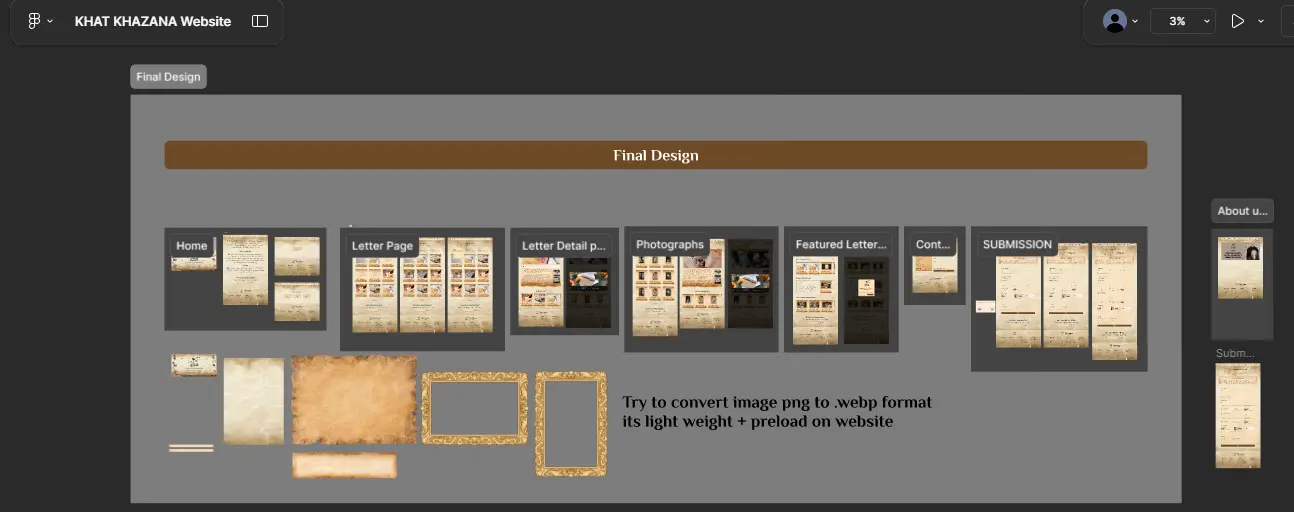 KHAT KHAZANA Website
3%
Final Design
Final Design
Home
Letter Page
Letter Detail p...
Photographs
Featured Letter...
Cont...
SUBMISSION
About u...
Subm...
Try to convert image png to .webp format
its light weight + preload on website